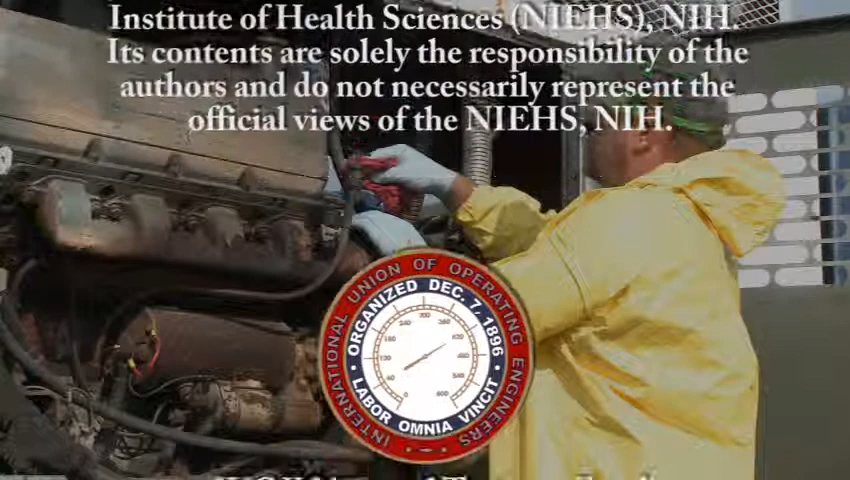 Institute of Health Sciences (NIEHS), NIH.
Its contents are solely the responsibility of the
authors and do not necessarily represent the
official views of the NIEHS, NIH.
INTERNATIONAL UNION OF OPERATING ENGINEERS
ORGANIZED DEC. 7, 1896
LABOR OMNIA VINCIT